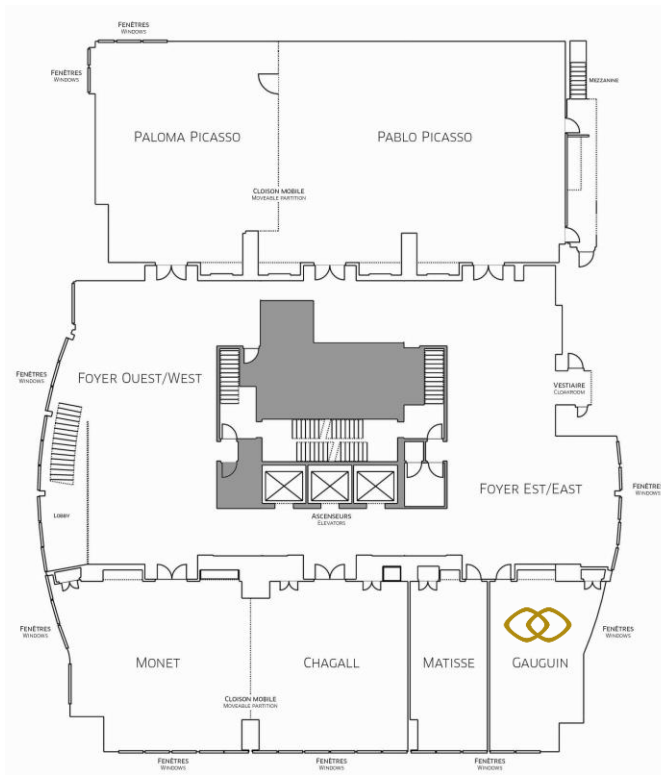 FENÊTRES
WINDOWS
FENÊTRES
WINDOWS
MEZZANINE
PALOMA PICASSO
PABLO PICASSO
CLOISON MOBILE
MOVEABLE PARTITION
FENÊTRES
WINDOWS
FOYER OUEST/WEST
VESTIAIRE
CLOAKROOM
FOYER EST/EAST
FENÊTRES
WINDOWS
LOBBY
ASCENSEURS
ELEVATORS
FENÊTRES
WINDOWS
FENÊTRES
WINDOWS
MONET
CHAGALL
MATISSE
GAUGUIN
CLOISON MOBILE
MOVEABLE PARTITION
FENÊTRES
WINDOWS
FENÊTRES
WINDOWS
FENÊTRES
WINDOWS
FENÊTRES
WINDOWS